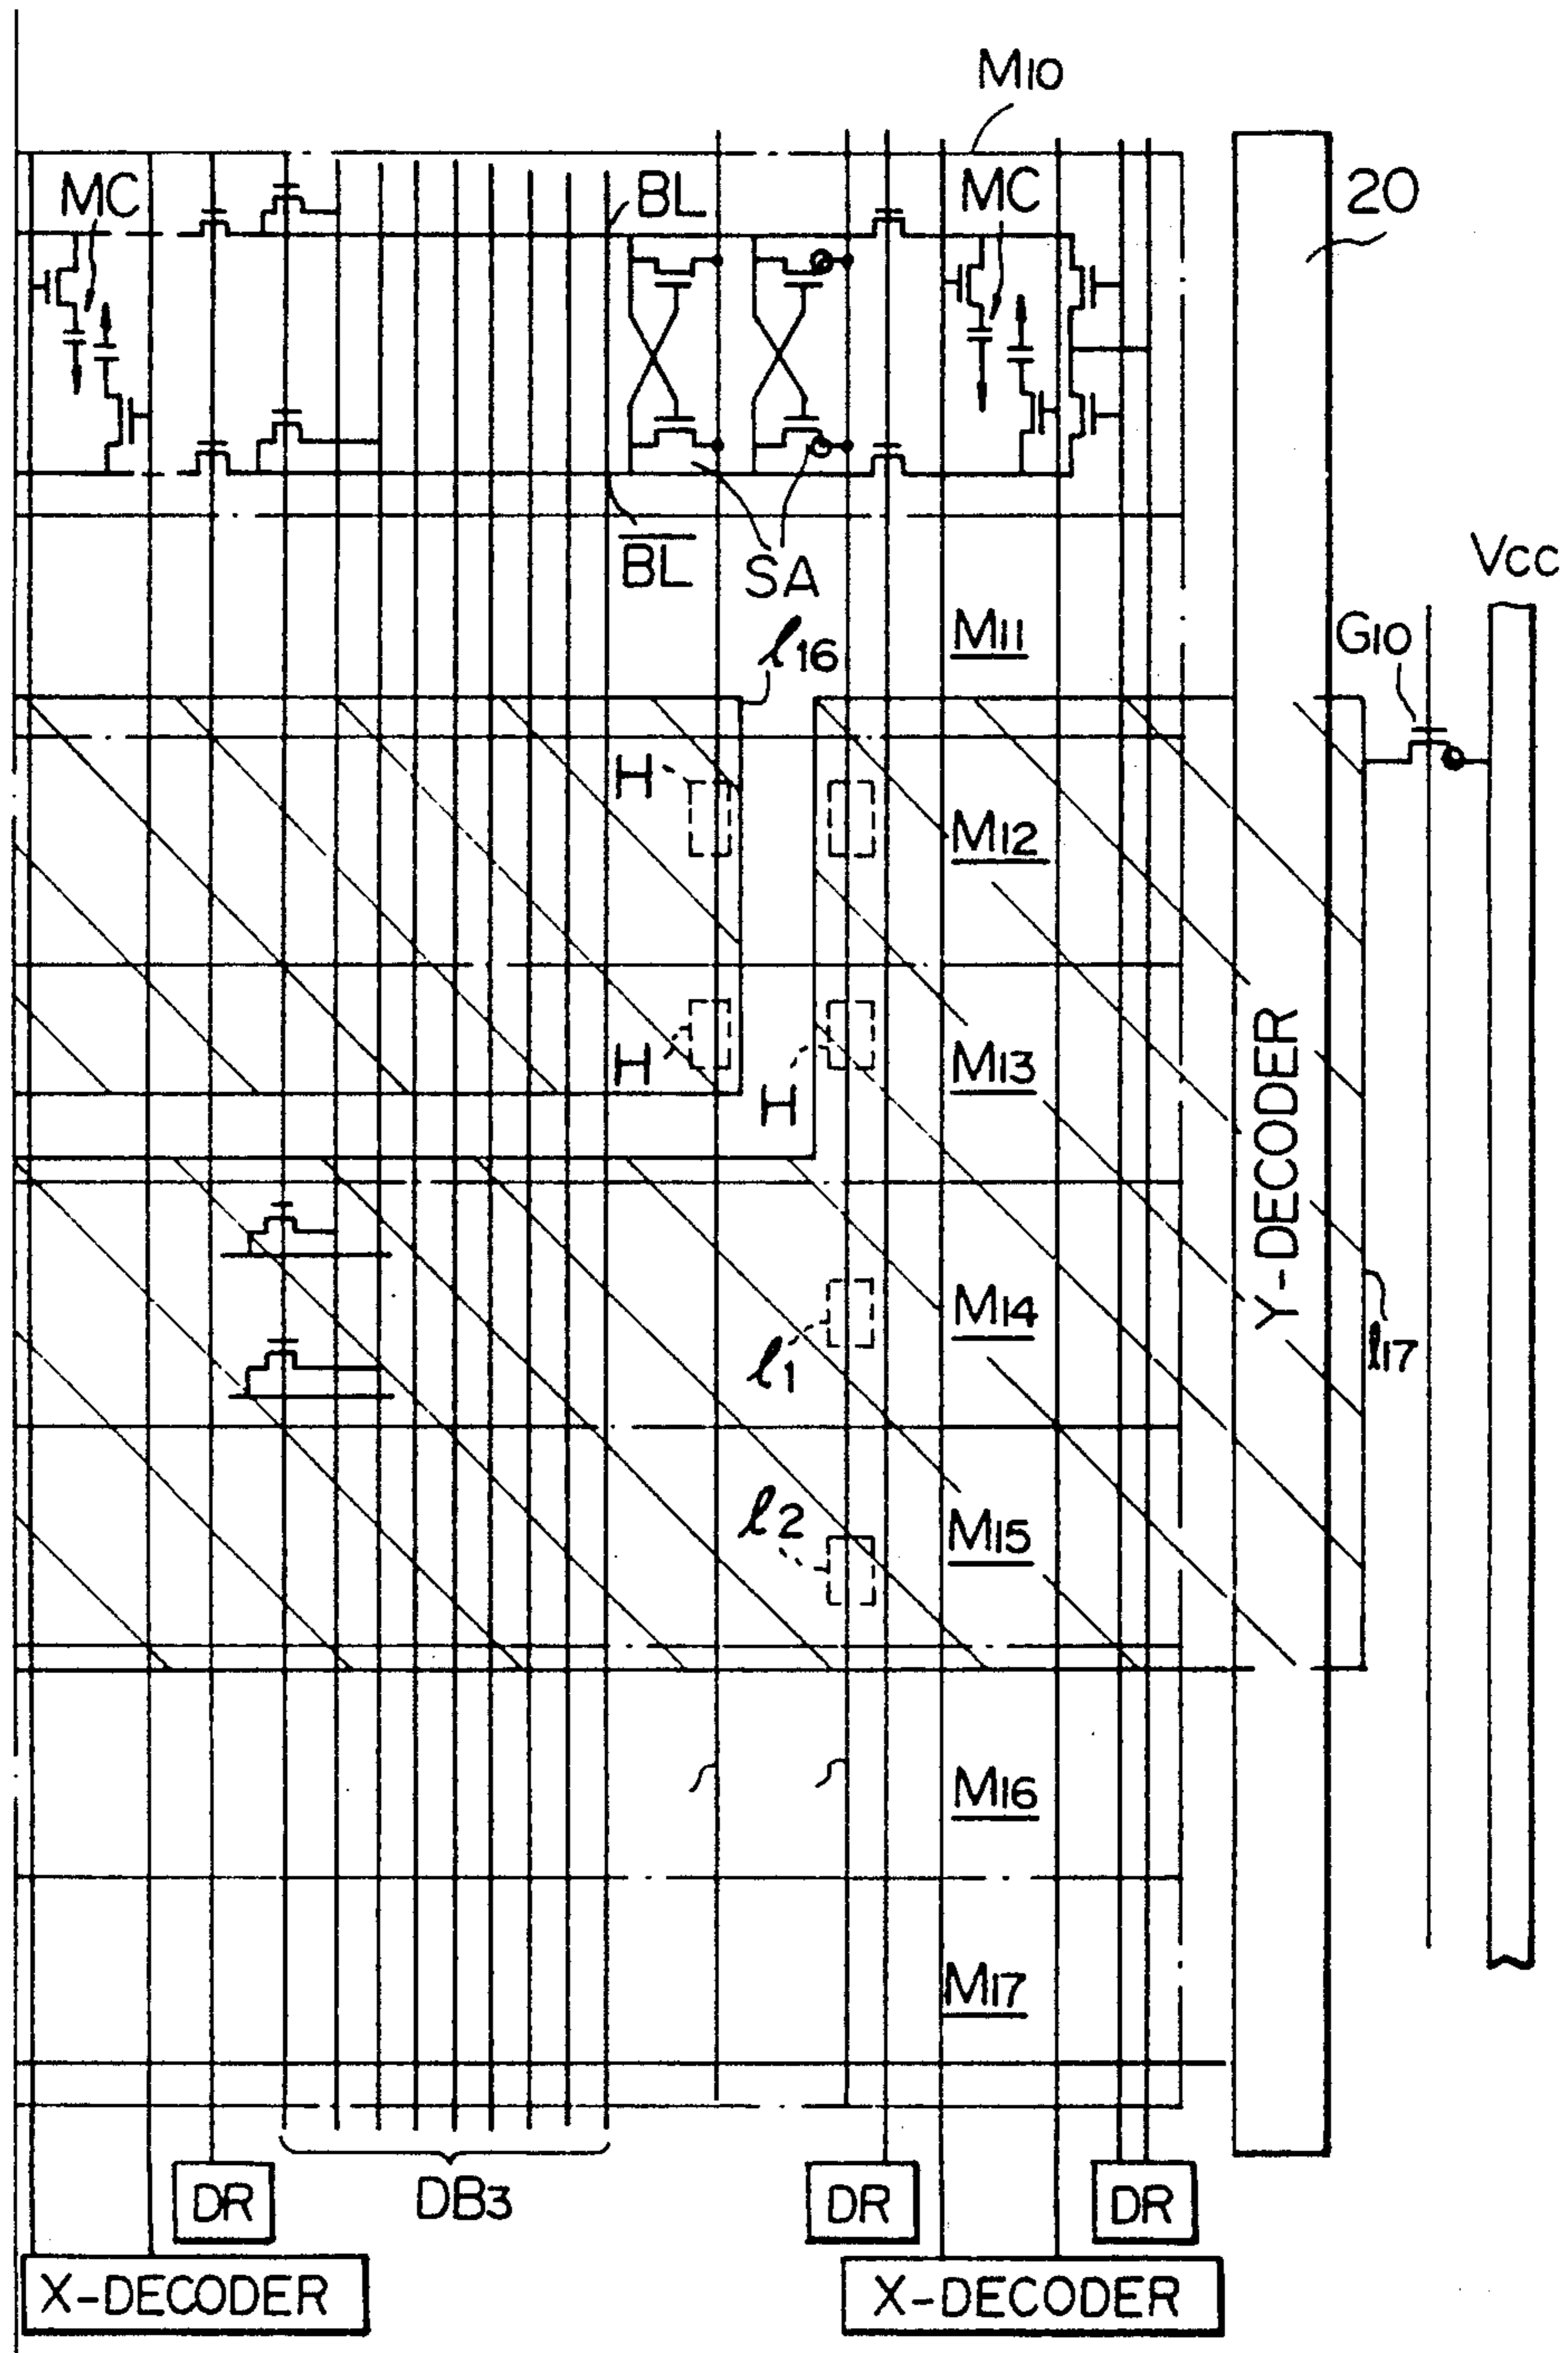 M10
MC
BL
MC
20
B̅L̅
SA
Vcc
M11
G10
l16
H
M12
H
H
M13
Y-DECODER
l1
M14
l17
l2
M15
M16
M17
DR
DB3
DR
DR
X-DECODER
X-DECODER